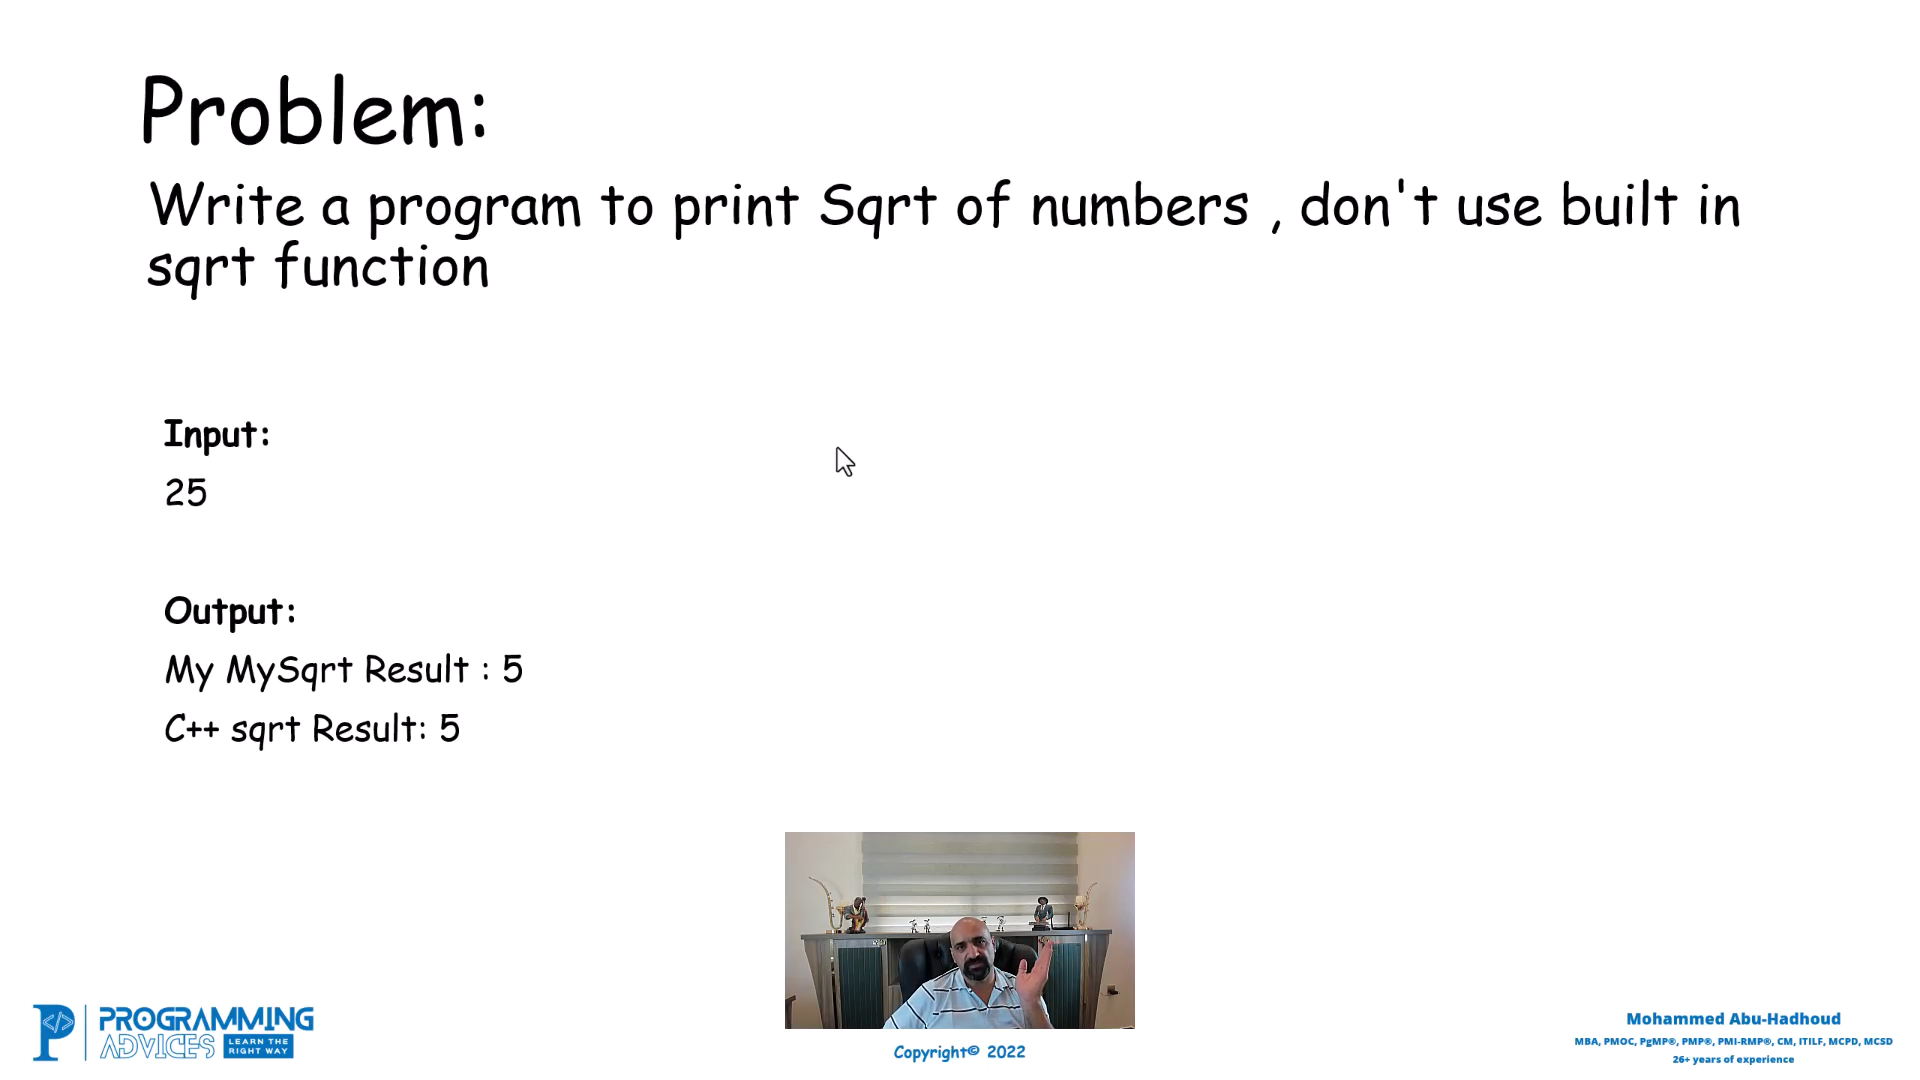 Problem:
Write a program to print Sqrt of numbers , don't use built in
sqrt function
Input:
25
Output:
My MySqrt Result : 5
C++ sqrt Result: 5
P </>
PROGRAMMING
ADVICES
LEARN THE
RIGHT WAY
Copyright© 2022
Mohammed Abu-Hadhoud
MBA, PMOC, PgMP®, PMP®, PMI-RMP®, CM, ITILF, MCPD, MCSD
26+ years of experience